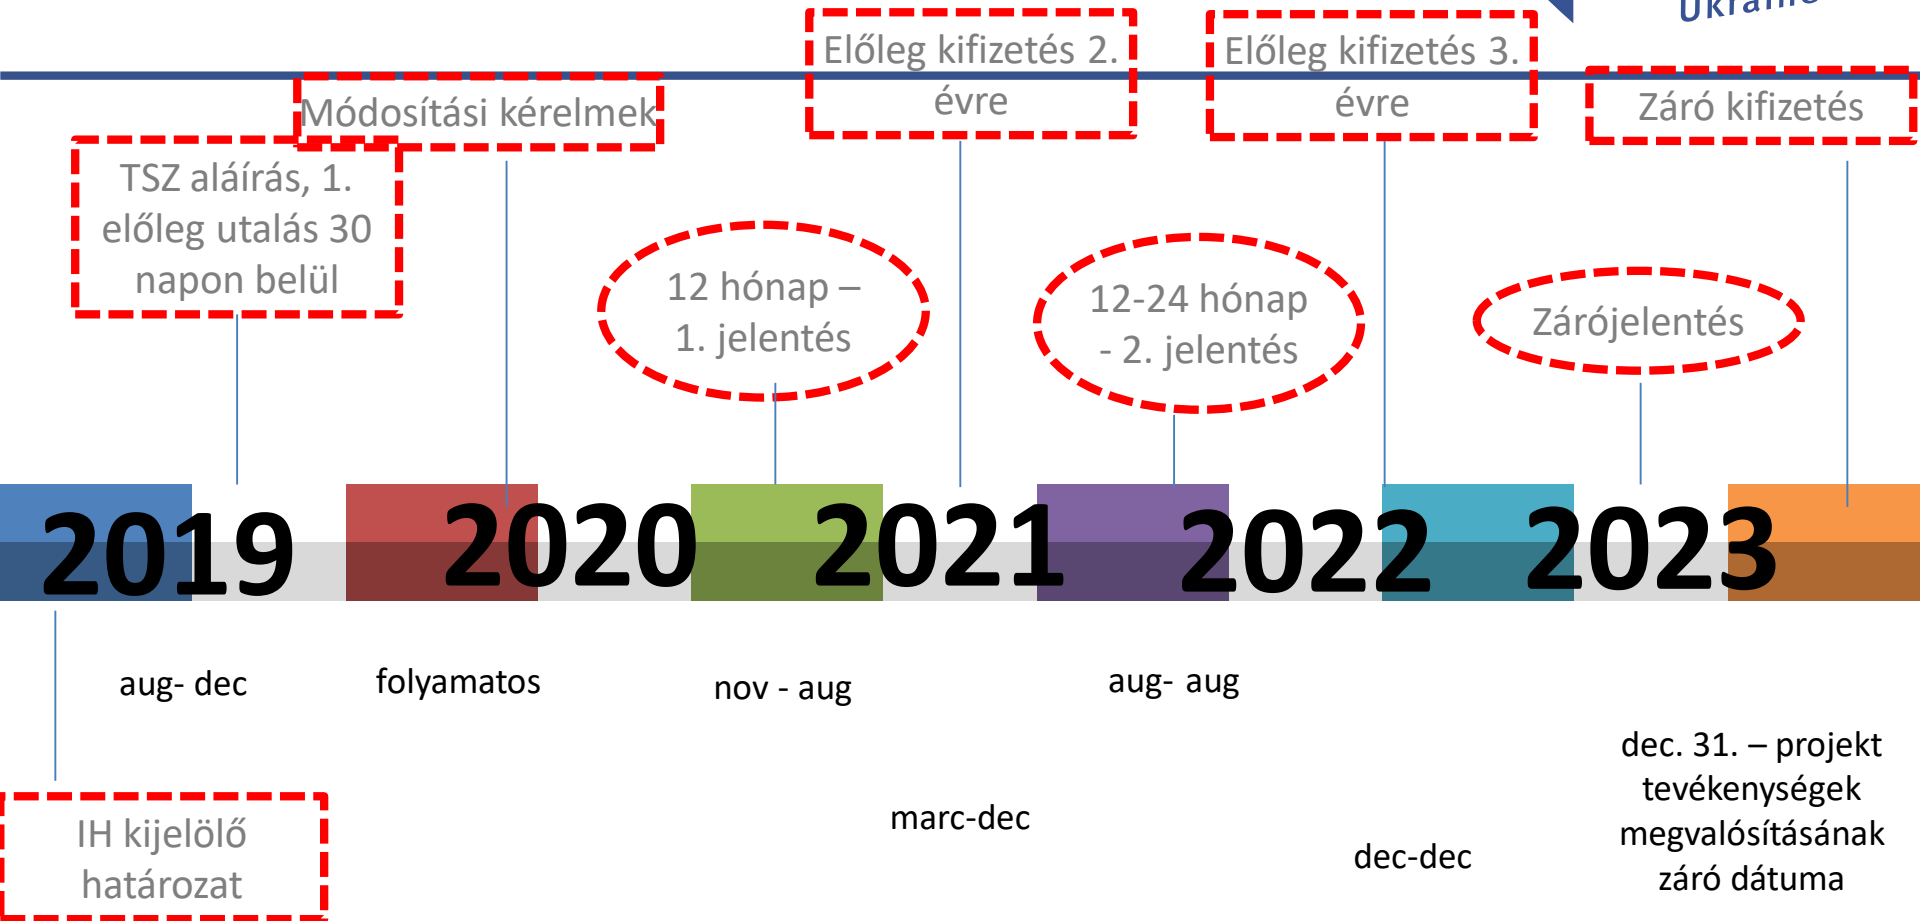 Előleg kifizetés 2.
évre
Előleg kifizetés 3.
évre
Módosítási kérelmek
Záró kifizetés
TSZ aláírás, 1.
előleg utalás 30
napon belül
12 hónap –
1. jelentés
12-24 hónap
- 2. jelentés
Zárójelentés
2019
2020
2021
2022
2023
aug- dec
folyamatos
nov - aug
aug- aug
marc-dec
dec-dec
dec. 31. – projekt
tevékenységek
megvalósításának
záró dátuma
IH kijelölő
határozat